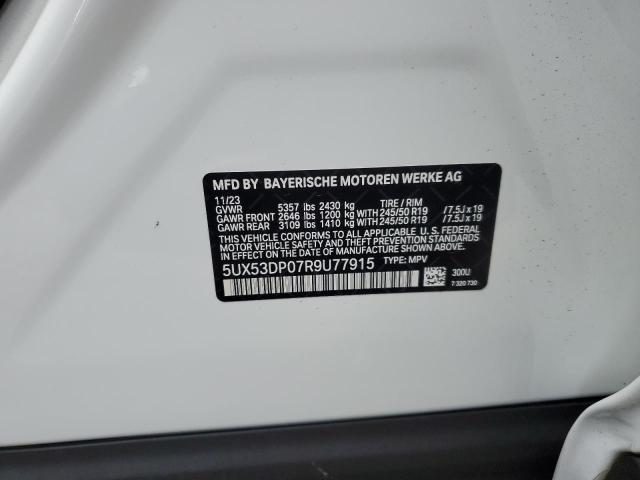 MFD BY BAYERISCHE MOTOREN WERKE AG
11/23 TIRE / RIM
GVWR 5357 lbs 2430 kg
GAWR FRONT 2646 lbs 1200 kg WITH 245/50 R19 /7.5J x 19
GAWR REAR 3109 lbs 1410 kg WITH 245/50 R19 /7.5J x 19
THIS VEHICLE CONFORMS TO ALL APPLICABLE U.S. FEDERAL
MOTOR VEHICLE SAFETY, BUMPER, AND THEFT PREVENTION
STANDARDS IN EFFECT ON THE DATE OF MANUFACTURE SHOWN ABOVE.
5UX53DP07R9U77915 TYPE: MPV
300U
7 320 730